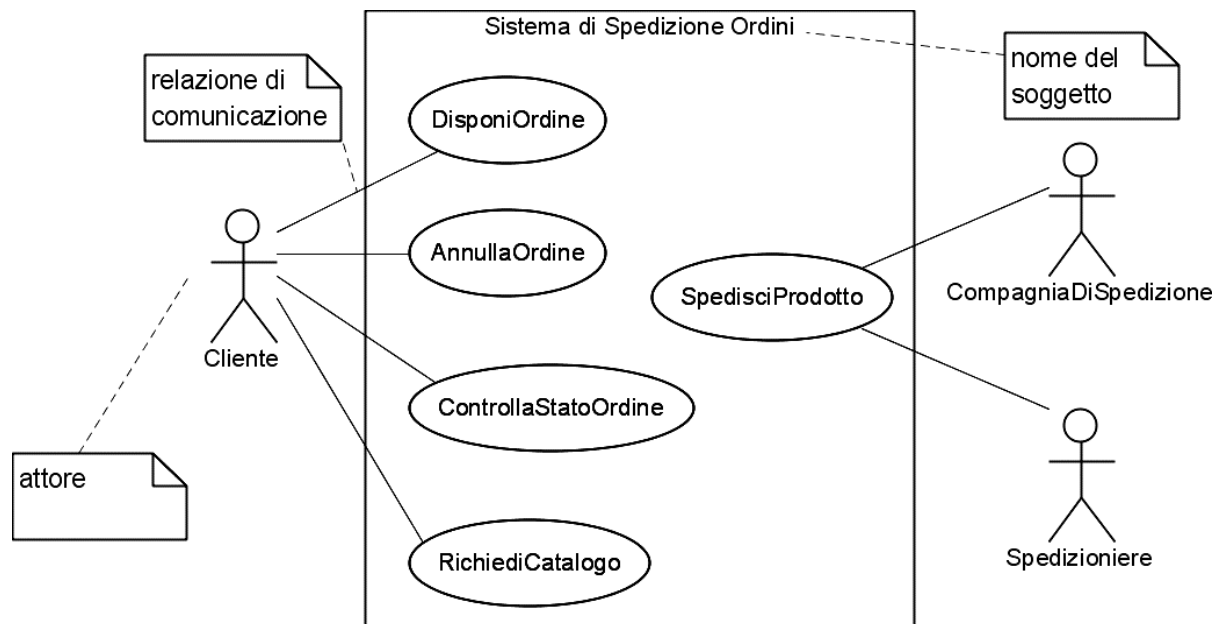 Sistema di Spedizione Ordini
relazione di
comunicazione
nome del
soggetto
DisponiOrdine
AnnullaOrdine
SpedisciProdotto
CompagniaDiSpedizione
Cliente
ControllaStatoOrdine
attore
RichiediCatalogo
Spedizioniere